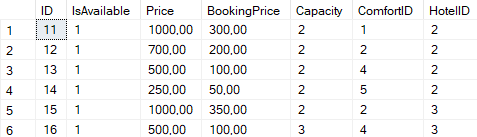 ID IsAvailable Price BookingPrice Capacity ComfortID HotelID
1 11 1 1000,00 300,00 2 1 2
2 12 1 700,00 200,00 2 2 2
3 13 1 500,00 100,00 2 4 2
4 14 1 250,00 50,00 2 5 2
5 15 1 1000,00 350,00 2 2 3
6 16 1 500,00 100,00 3 4 3